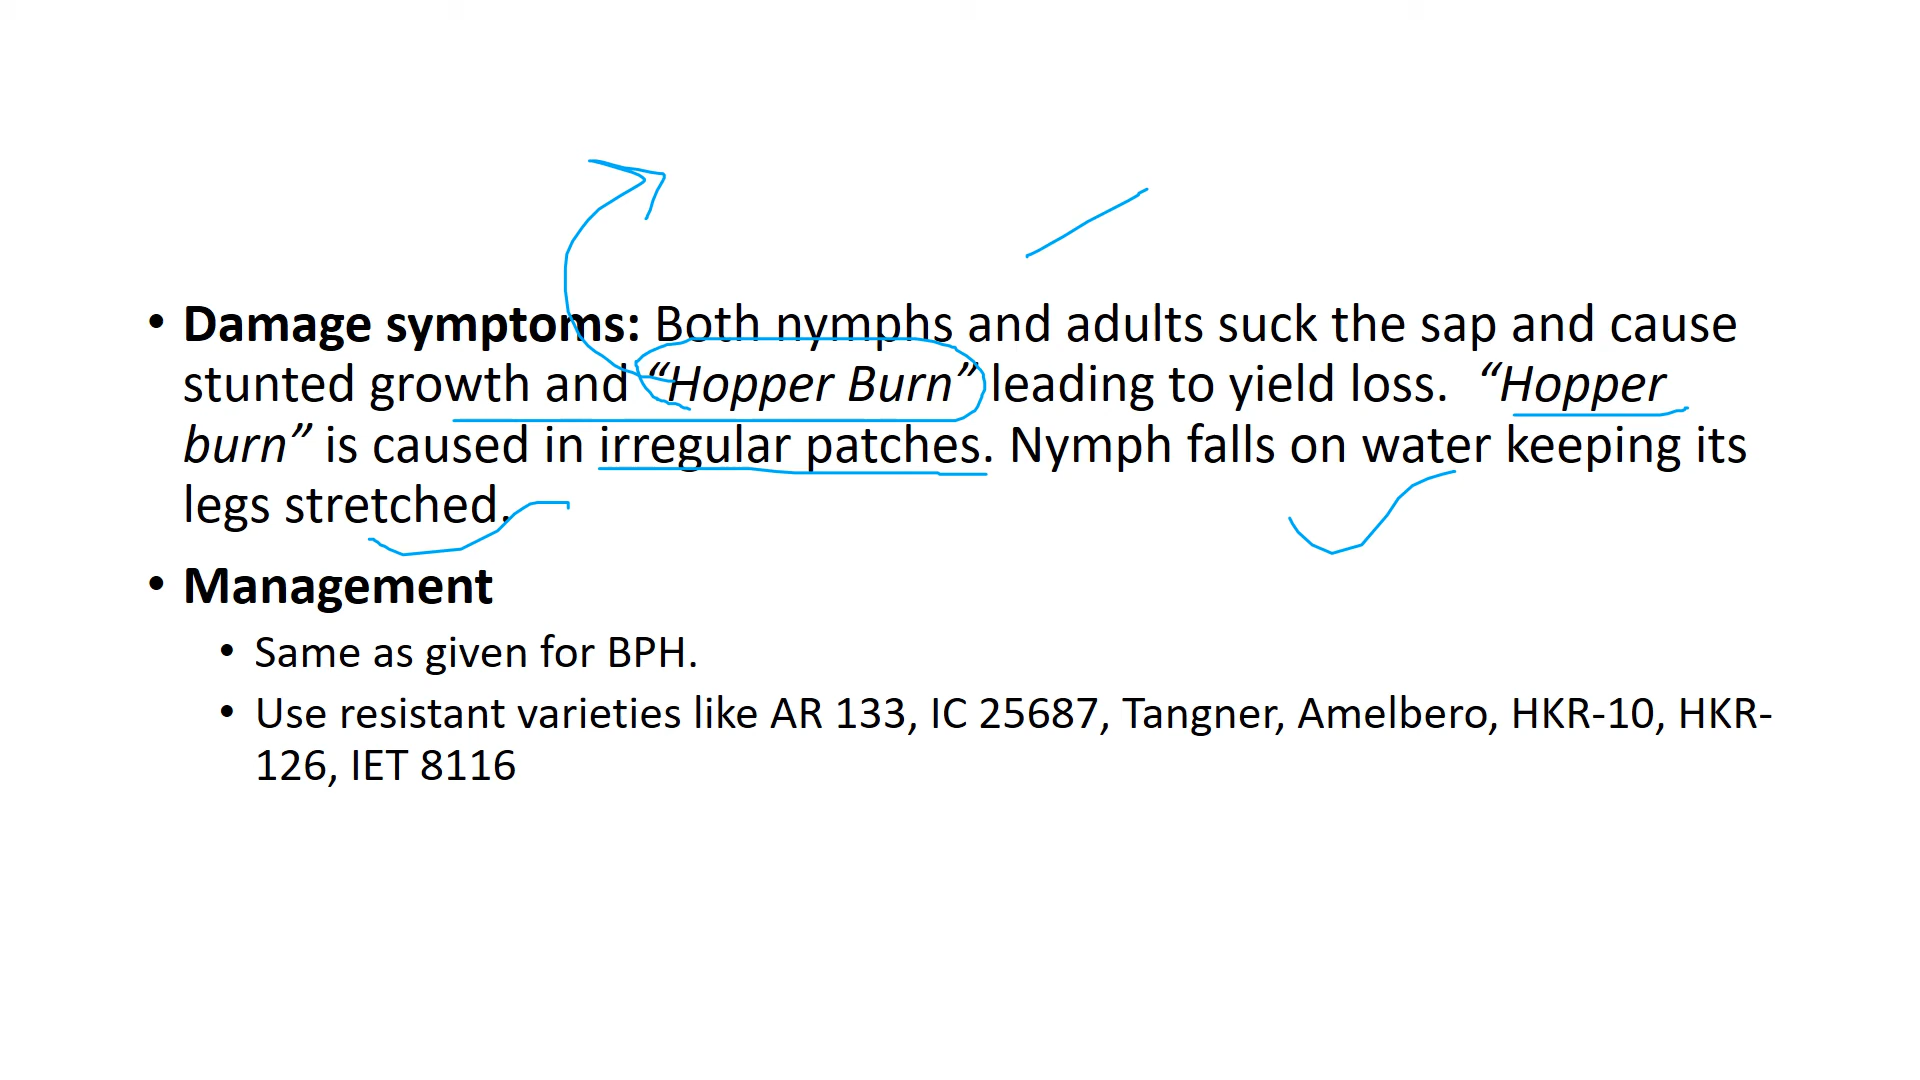 • Damage symptoms: Both nymphs and adults suck the sap and cause
stunted growth and “Hopper Burn” leading to yield loss. “Hopper
burn” is caused in irregular patches. Nymph falls on water keeping its
legs stretched.
• Management
• Same as given for BPH.
• Use resistant varieties like AR 133, IC 25687, Tangner, Amelbero, HKR-10, HKR-
126, IET 8116